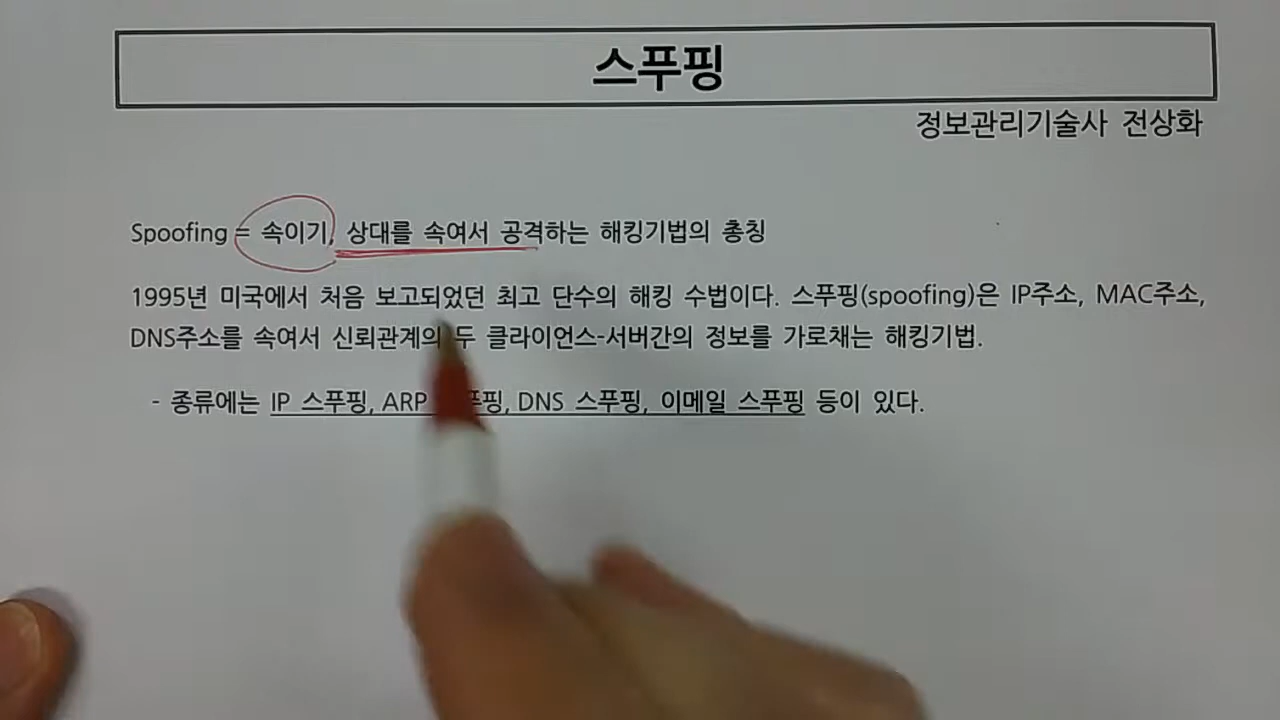 스푸핑
정보관리기술사 전상화
Spoofing = 속이기, 상대를 속여서 공격하는 해킹기법의 총칭
1995년 미국에서 처음 보고되었던 최고 단수의 해킹 수법이다. 스푸핑(spoofing)은 IP주소, MAC주소,
DNS주소를 속여서 신뢰관계의 두 클라이언스-서버간의 정보를 가로채는 해킹기법.
- 종류에는 IP 스푸핑, ARP 푸핑, DNS 스푸핑, 이메일 스푸핑 등이 있다.